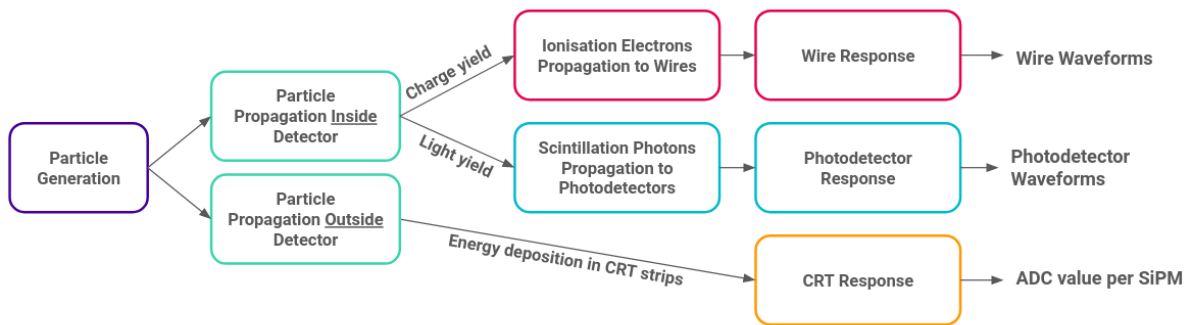 Particle
Generation
Particle
Propagation Inside
Detector
Particle
Propagation Outside
Detector
Charge yield
Light yield
Energy deposition in CRT strips
Ionisation Electrons
Propagation to Wires
Wire Response
Wire Waveforms
Scintillation Photons
Propagation to
Photodetectors
Photodetector
Response
Photodetector
Waveforms
CRT Response
ADC value per SiPM